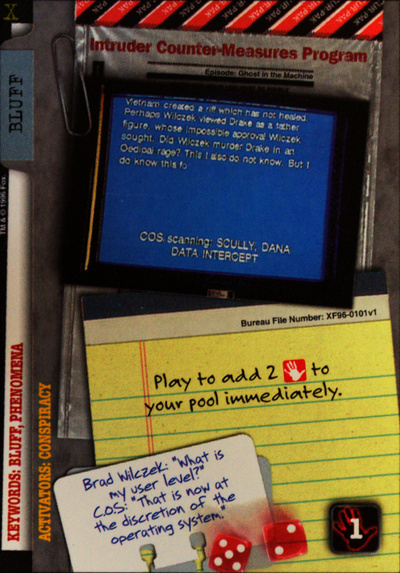 X
BLUFF
Intruder Counter-Measures Program
Episode: Ghost in the Machine
Vietnam created a riff which has not healed.
Perhaps Wilczek viewed Drake as a father
figure, whose impossible approval Wilczek
sought. Did Wilczek murder Drake in an
Oedipal rage? This I also do not know. But I
do know this fo
COS scanning: SCULLY, DANA
DATA INTERCEPT
TM & © 1996 Fox
Bureau File Number: XF96-0101v1
Play to add 2 to
your pool immediately.
KEYWORDS: BLUFF, PHENOMENA
ACTIVATORS: CONSPIRACY
Brad Wilczek: "What is
my user level?"
C.O.S: "That is now at
the discretion of the
operating system."
1